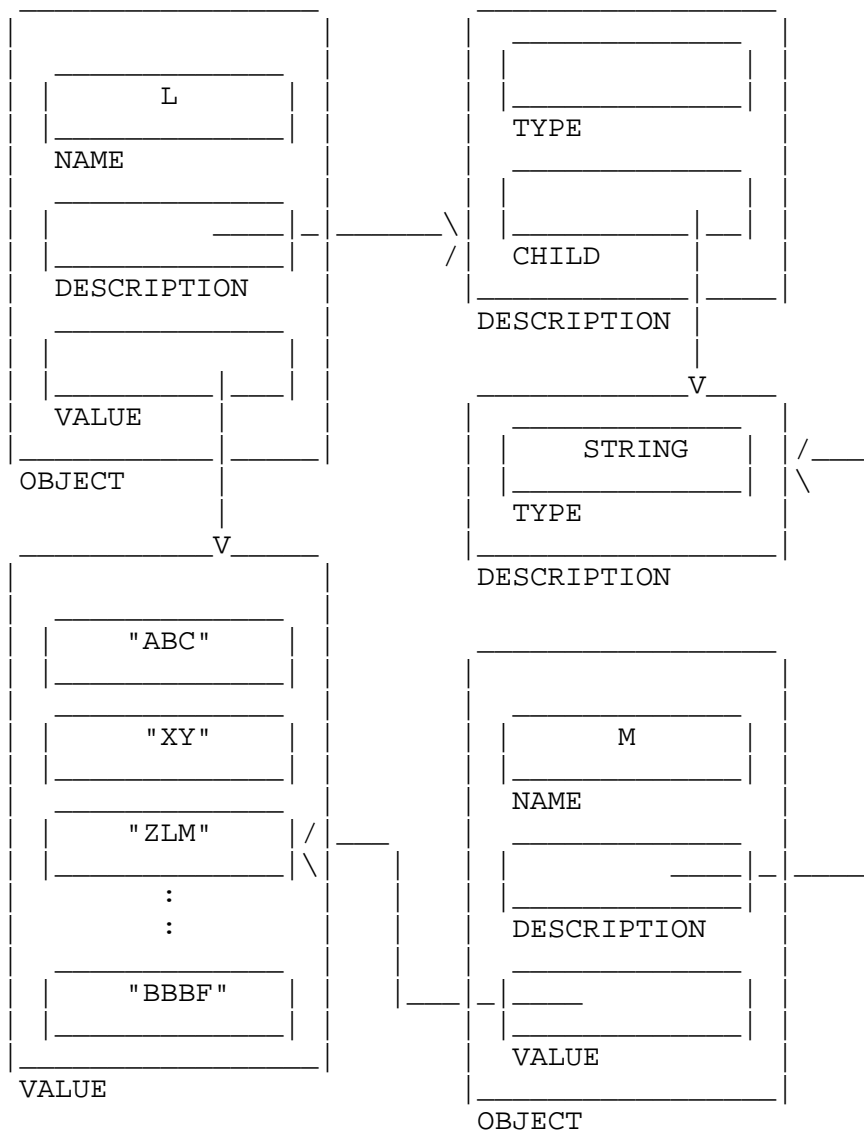 L
NAME
DESCRIPTION
VALUE
OBJECT
TYPE
CHILD
DESCRIPTION
STRING
TYPE
DESCRIPTION
"ABC"
"XY"
"ZLM"
:
:
"BBBF"
VALUE
M
NAME
DESCRIPTION
VALUE
OBJECT